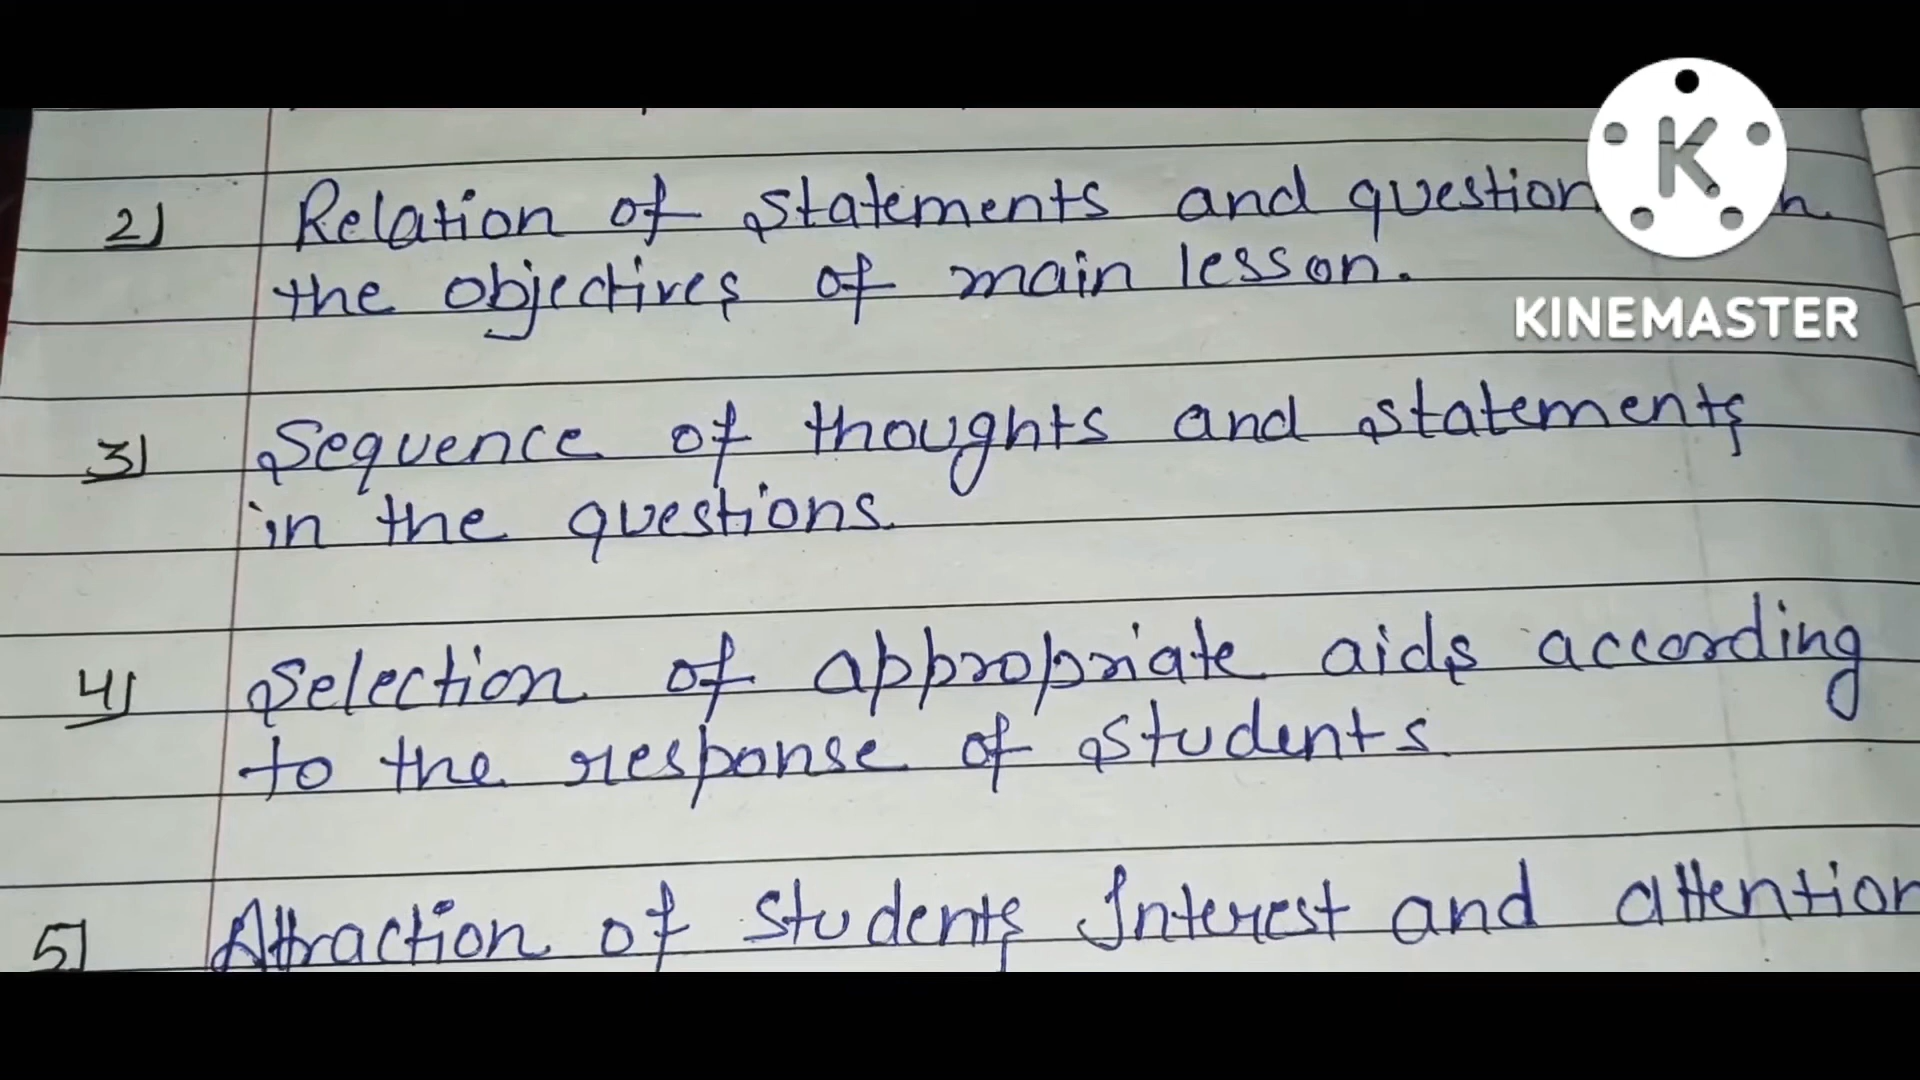 2) Relation of statements and question
the objectives of main lesson.
KINEMASTER
3) Sequence of thoughts and statements
in the questions.
4) Selection of appropriate aids according
to the response of students
5) Attraction of students Interest and attention